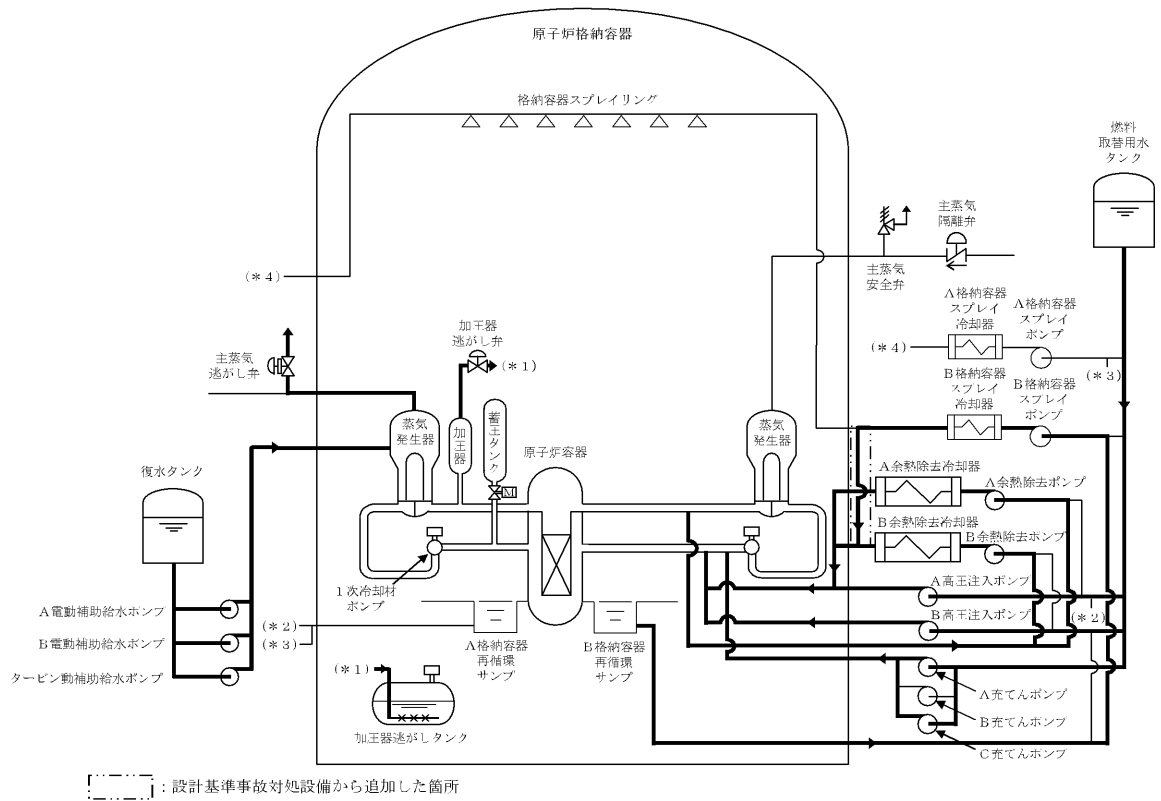 原子炉格納容器
格納容器スプレイリング
燃料
取替用水
タンク
主蒸気
隔離弁
主蒸気
安全弁
(＊4)
A格納容器
スプレイ
冷却器
A格納容器
スプレイ
ポンプ
(＊4)
(＊3)
加圧器
逃がし弁
(＊1)
主蒸気
逃がし弁
B格納容器
スプレイ
冷却器
B格納容器
スプレイ
ポンプ
蒸気
発生器
加圧器
蓄圧タンク
M
原子炉容器
蒸気
発生器
復水タンク
A余熱除去冷却器
A余熱除去ポンプ
B余熱除去冷却器
B余熱除去ポンプ
1次冷却材
ポンプ
A高圧注入ポンプ
(＊2)
B高圧注入ポンプ
A電動補助給水ポンプ
B電動補助給水ポンプ
タービン動補助給水ポンプ
(＊2)
(＊3)
A格納容器
再循環
サンプ
B格納容器
再循環
サンプ
(＊1)
加圧器逃がしタンク
A充てんポンプ
B充てんポンプ
C充てんポンプ
：設計基準事故対処設備から追加した箇所